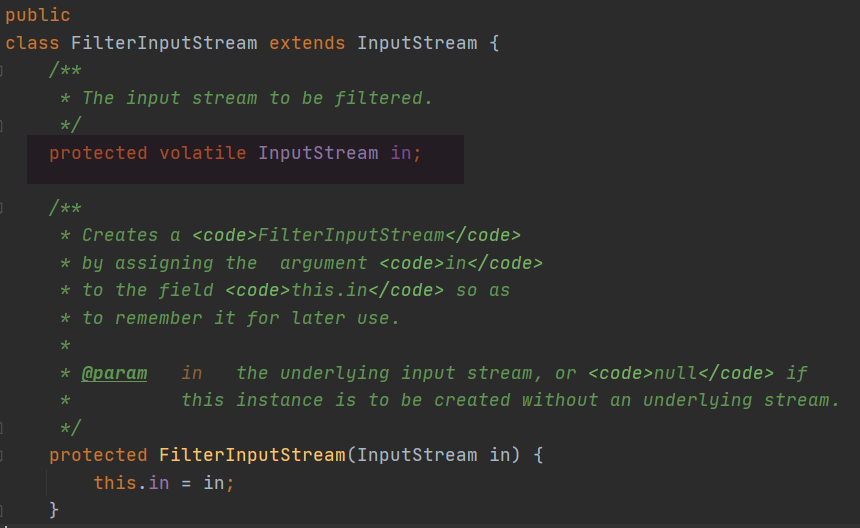 public
class FilterInputStream extends InputStream {
/**
* The input stream to be filtered.
*/
protected volatile InputStream in;
/**
* Creates a <code>FilterInputStream</code>
* by assigning the  argument <code>in</code>
* to the field <code>this.in</code> so as
* to remember it for later use.
*
* @param   in   the underlying input stream, or <code>null</code> if
*          this instance is to be created without an underlying stream.
*/
protected FilterInputStream(InputStream in) {
this.in = in;
}